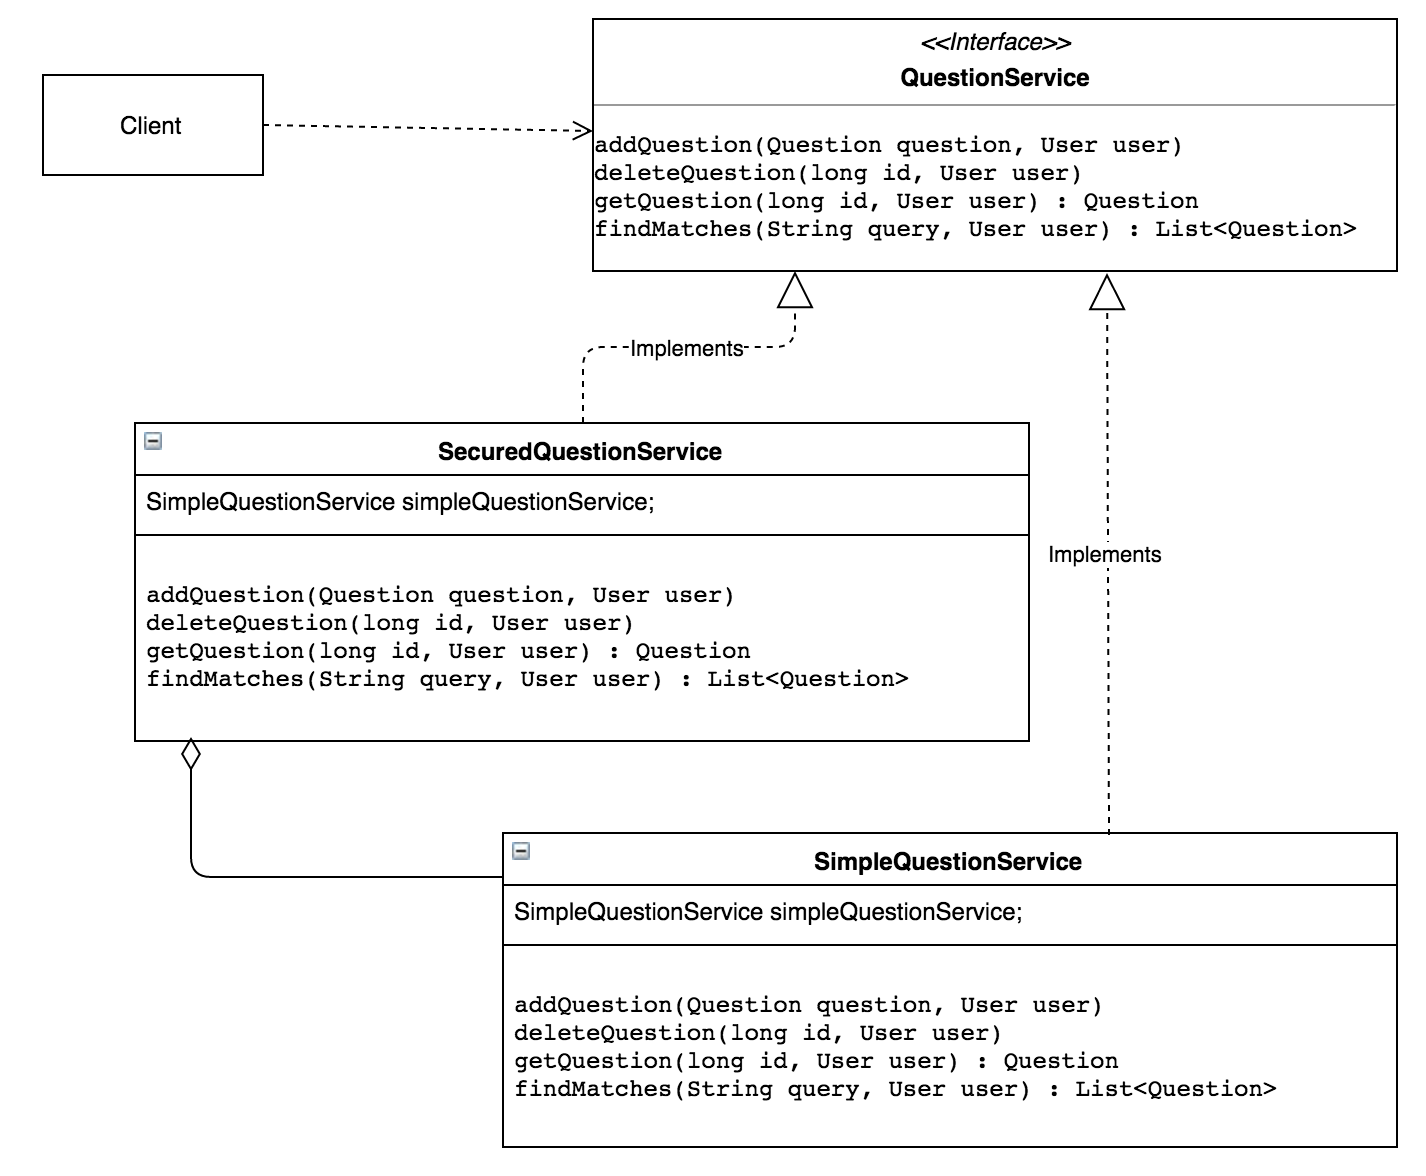 <<Interface>>
QuestionService
Client
addQuestion(Question question, User user)
deleteQuestion(long id, User user)
getQuestion(long id, User user) : Question
findMatches(String query, User user) : List<Question>
Implements
SecuredQuestionService
SimpleQuestionService simpleQuestionService;
Implements
addQuestion(Question question, User user)
deleteQuestion(long id, User user)
getQuestion(long id, User user) : Question
findMatches(String query, User user) : List<Question>
SimpleQuestionService
SimpleQuestionService simpleQuestionService;
addQuestion(Question question, User user)
deleteQuestion(long id, User user)
getQuestion(long id, User user) : Question
findMatches(String query, User user) : List<Question>